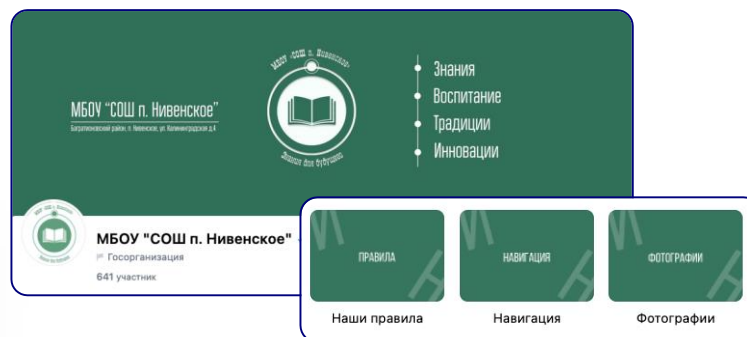 МБОУ "СОШ п. Нивенское"
Багратионовский район, п. Нивенское, ул. Калининградская д.4
МБОУ «СОШ п. Нивенское»
Знания для будущего
Знания
Воспитание
Традиции
Инновации
МБОУ "СОШ п. Нивенское"
Госорганизация
641 участник
ПРАВИЛА
НАВИГАЦИЯ
ФОТОГРАФИИ
Наши правила
Навигация
Фотографии